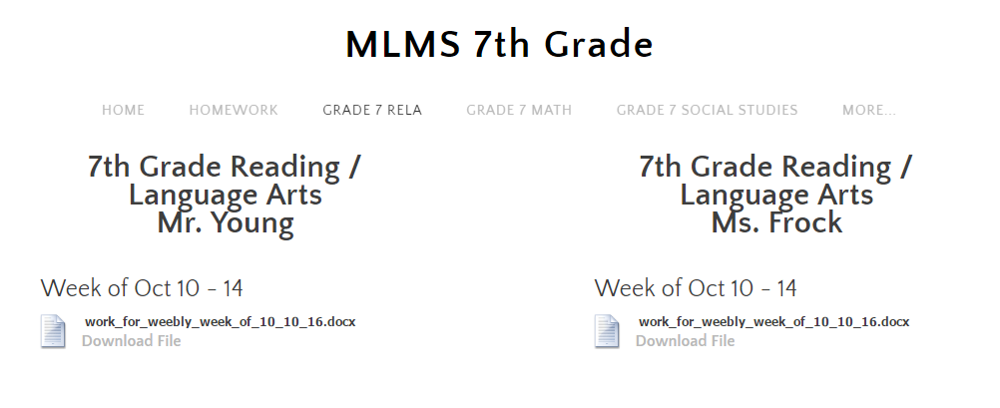 MLMS 7th Grade
HOME HOMEWORK GRADE 7 RELA GRADE 7 MATH GRADE 7 SOCIAL STUDIES MORE...
7th Grade Reading /
Language Arts
Mr. Young
Week of Oct 10 - 14
work_for_weebly_week_of_10_10_16.docx
Download File
7th Grade Reading /
Language Arts
Ms. Frock
Week of Oct 10 - 14
work_for_weebly_week_of_10_10_16.docx
Download File